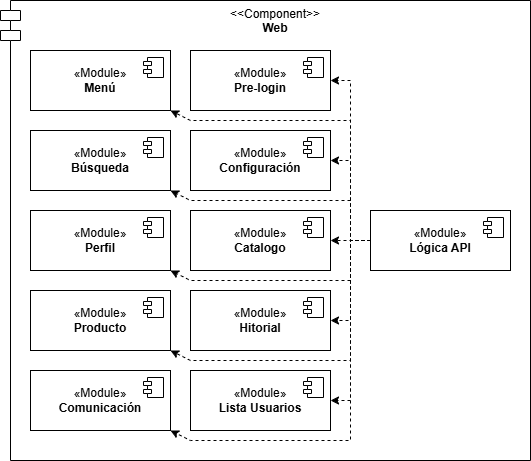 <<Component>>
Web
«Module»
Menú
«Module»
Pre-login
«Module»
Búsqueda
«Module»
Configuración
«Module»
Perfil
«Module»
Catalogo
«Module»
Lógica API
«Module»
Producto
«Module»
Hitorial
«Module»
Comunicación
«Module»
Lista Usuarios